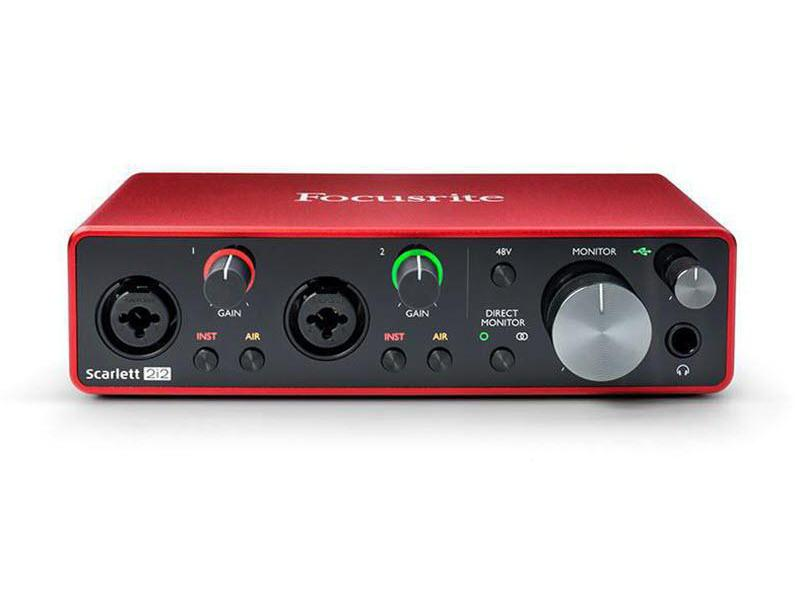 Focusrite
1
2
48V
MONITOR
GAIN
GAIN
DIRECT
MONITOR
INST
AIR
INST
AIR
Scarlett 2i2